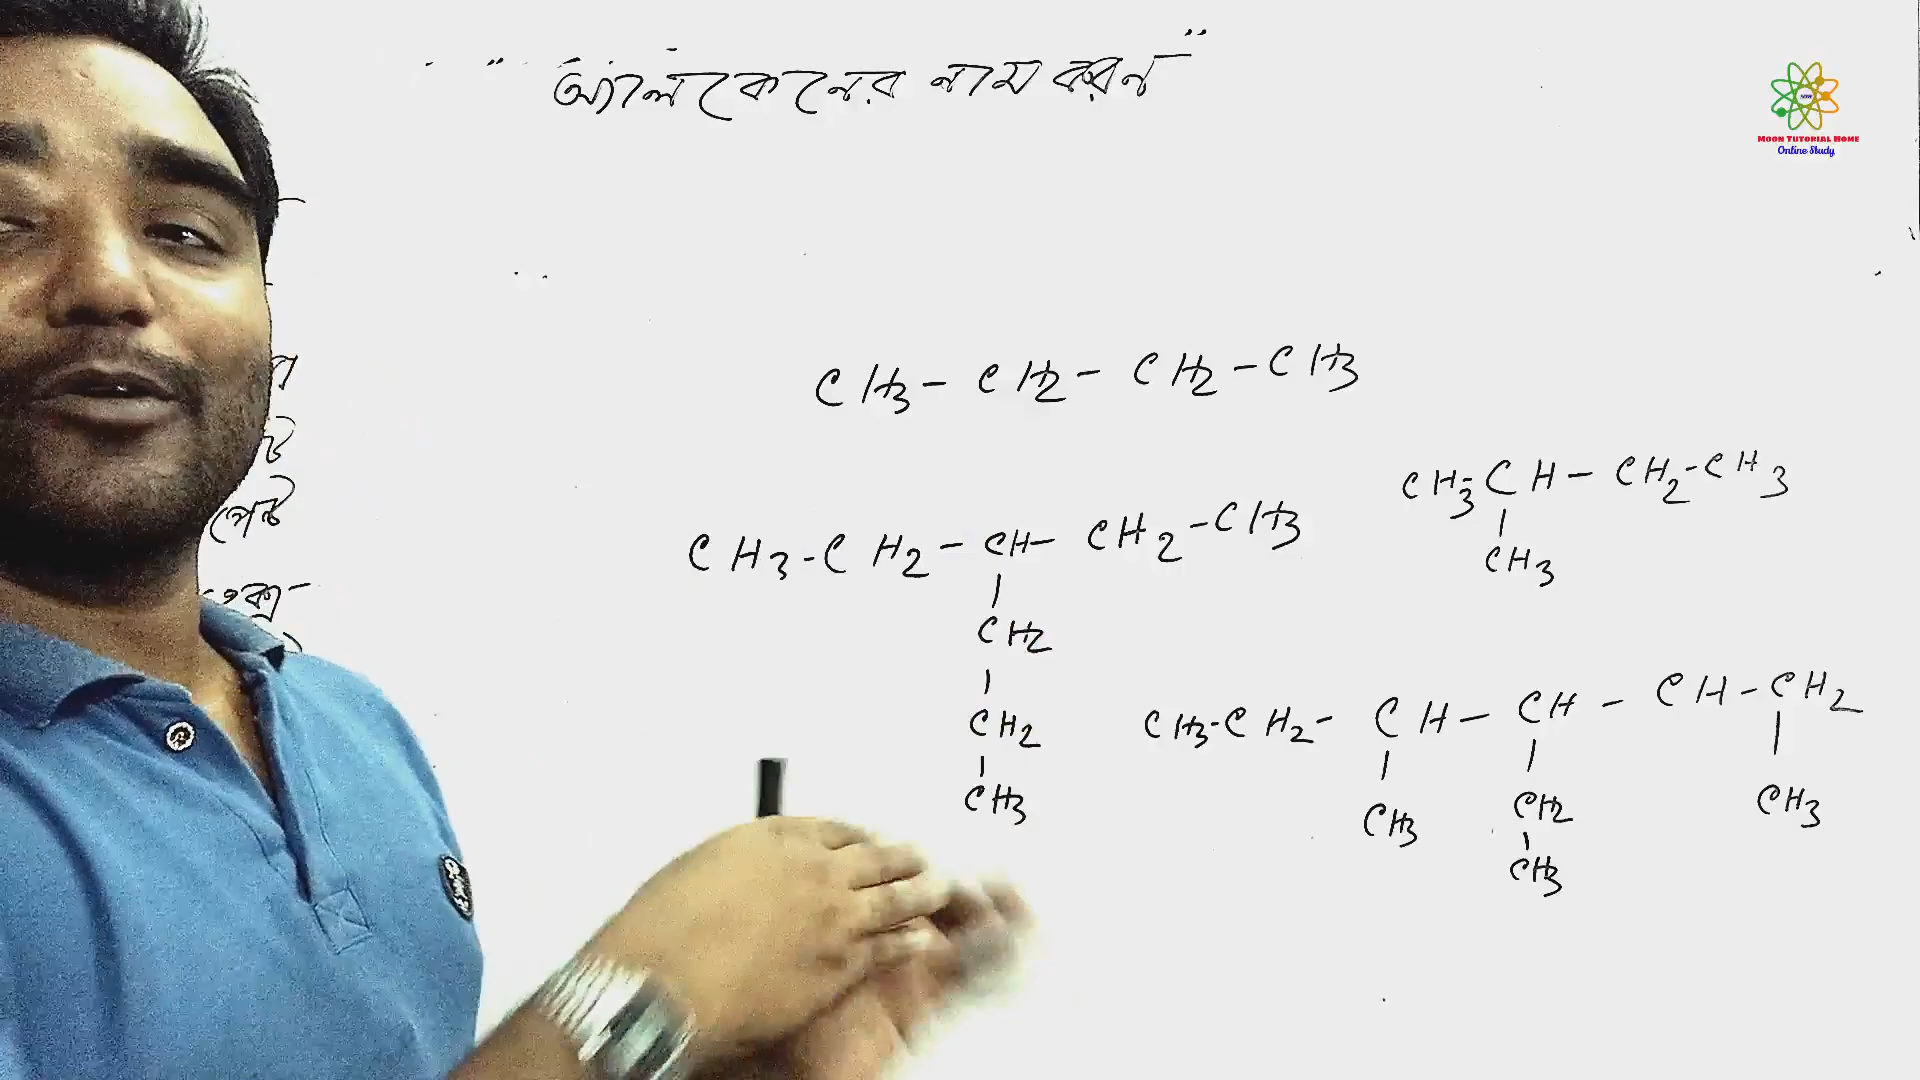 "অ্যালকেনের নামকরন"
MOON TUTORIAL HOME
Online Study
CH3 - CH2 - CH2 - CH3
CH3 - CH - CH2 - CH3
|
CH3
CH3 - CH2 - CH - CH2 - CH3
|
CH2
|
CH2
|
CH3
CH3 - CH2 - CH - CH - CH - CH2
| | |
CH3 CH2 CH3
|
CH3
পেন্ট